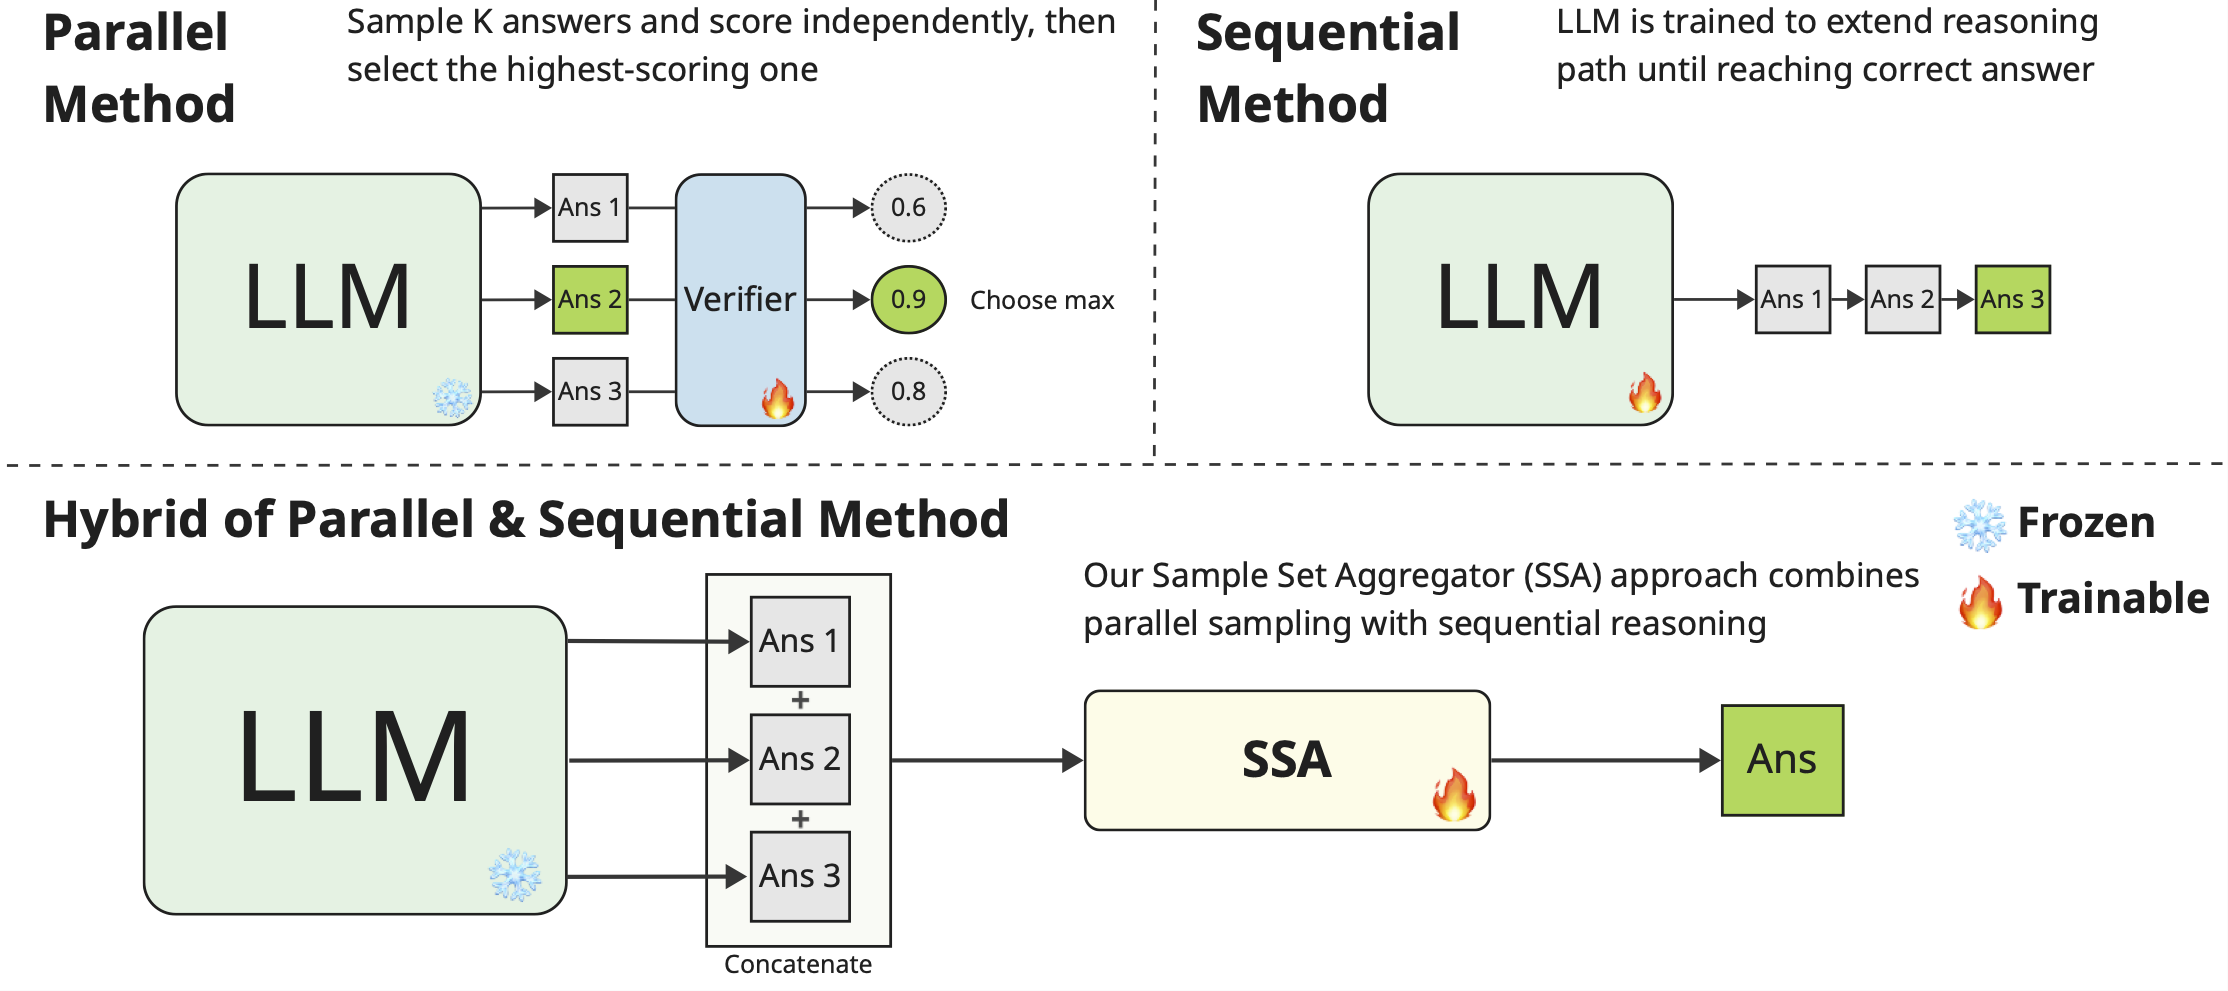 Parallel
Method
Sample K answers and score independently, then
select the highest-scoring one
LLM
Ans 1
Ans 2
Ans 3
Verifier
0.6
0.9
0.8
Choose max
Sequential
Method
LLM is trained to extend reasoning
path until reaching correct answer
LLM
Ans 1
Ans 2
Ans 3
Hybrid of Parallel & Sequential Method
Frozen
Trainable
Our Sample Set Aggregator (SSA) approach combines
parallel sampling with sequential reasoning
LLM
Ans 1
+
Ans 2
+
Ans 3
Concatenate
SSA
Ans